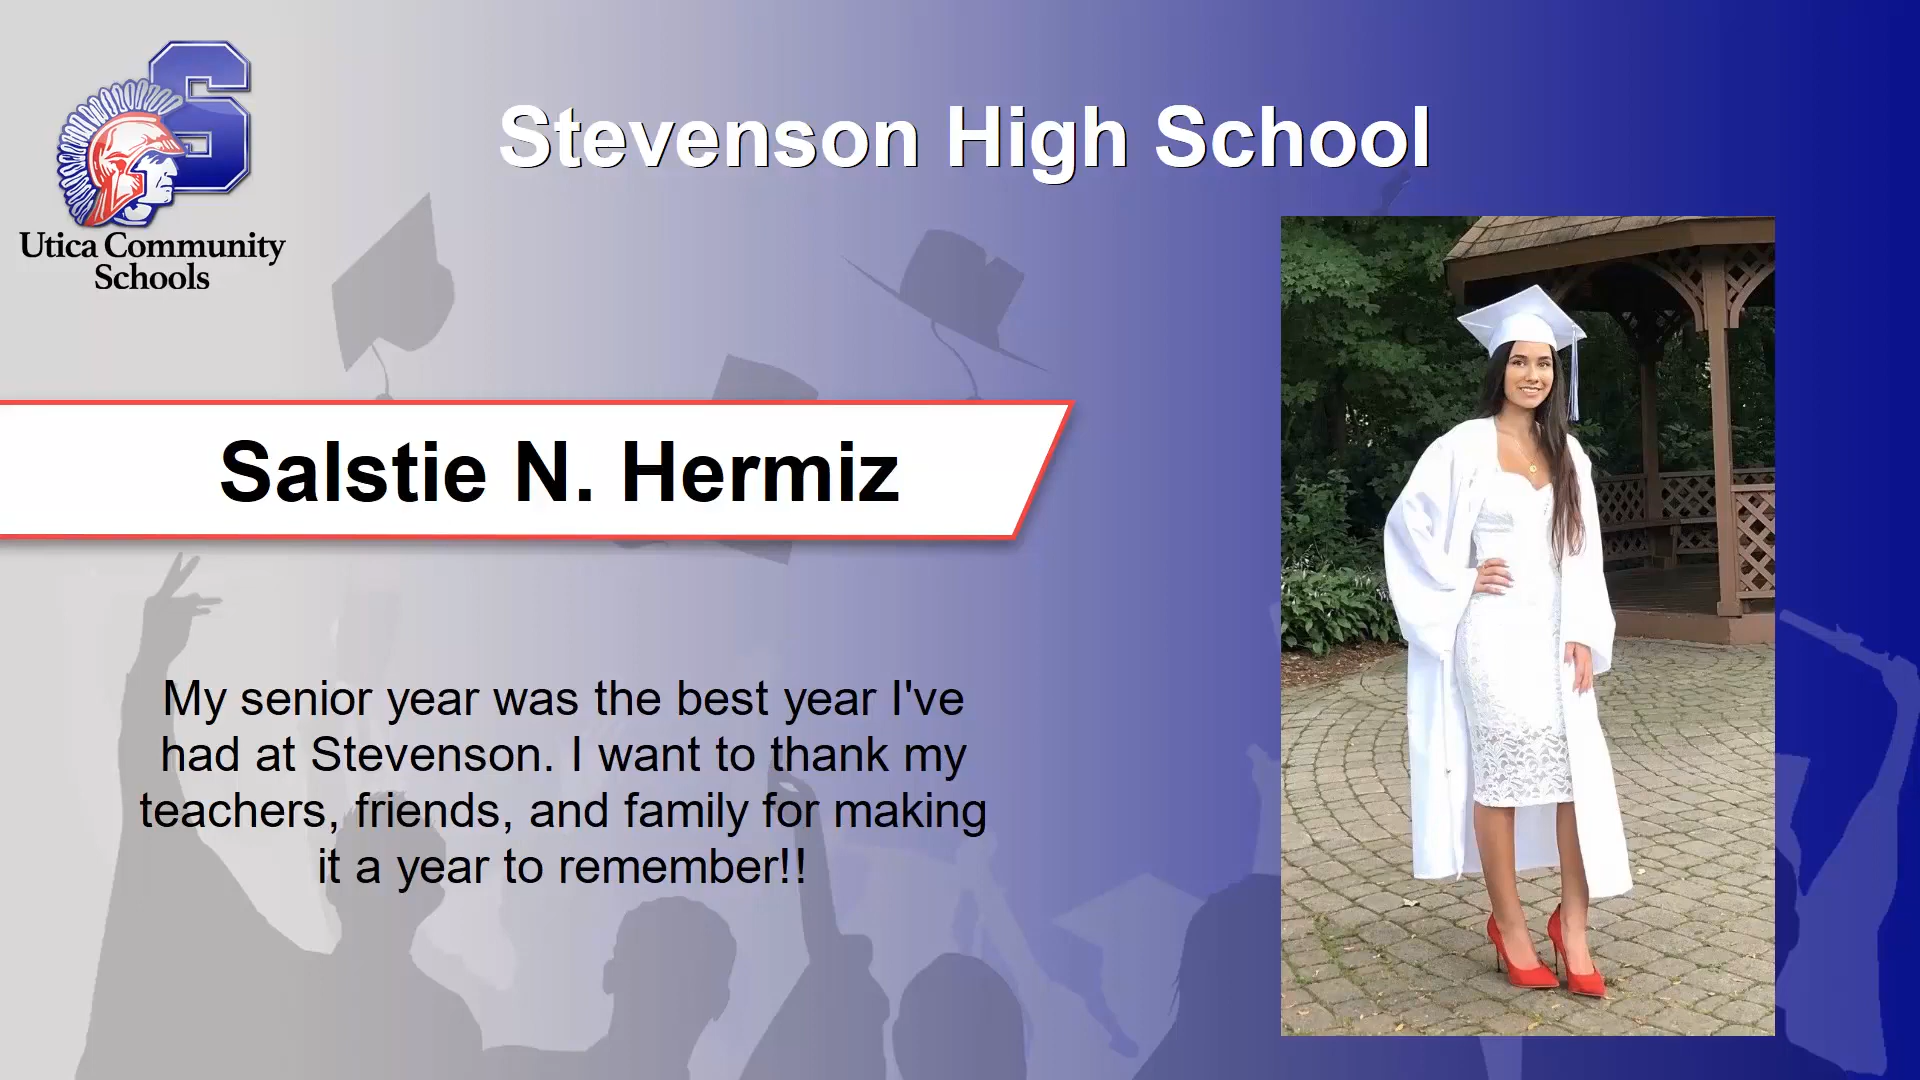 S
Utica Community
Schools
Stevenson High School
Salstie N. Hermiz
My senior year was the best year I've
had at Stevenson. I want to thank my
teachers, friends, and family for making
it a year to remember!!